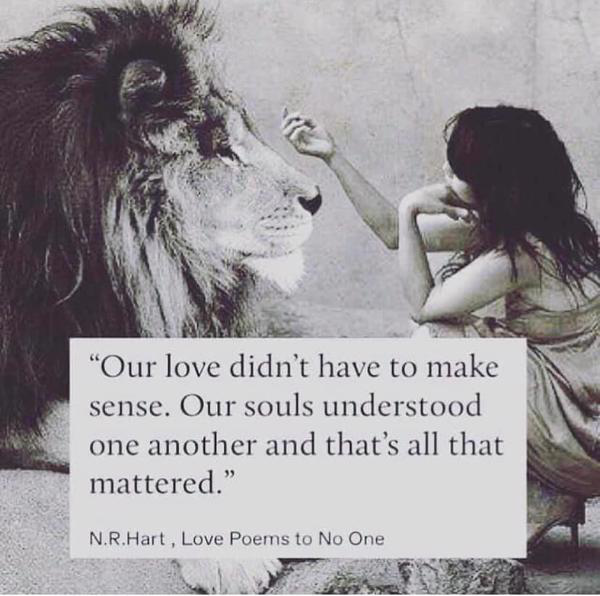 “Our love didn’t have to make
sense. Our souls understood
one another and that’s all that
mattered.”
N.R.Hart , Love Poems to No One